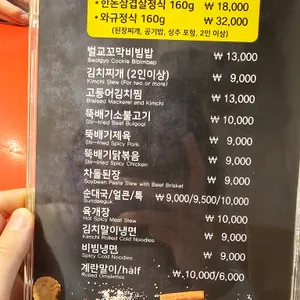 • 한돈삼겹살정식 160g ₩ 18,000
• 와규정식 160g ₩ 32,000
(된장찌개, 공기밥, 상추 포함, 2인 이상)
벌교꼬막비빔밥 ₩ 13,000
Beolgyo Cockle Bibimbap
김치찌개 (2인이상) ₩ 9,000
Kimchi Stew (For two or more)
고등어김치찜 ₩ 13,000
Braised Mackerel and Kimchi
뚝배기소불고기 ₩ 10,000
Stir-fried Beef Bulgogi
뚝배기제육 ₩ 9,000
Stir-fried Spicy Pork
뚝배기닭볶음 ₩ 9,000
Stir-fried Spicy Chicken
차돌된장 ₩ 9,000
Soybean Paste Stew with Beef Brisket
순대국/얼큰/특 ₩ 9,000/9,500/10,000
Sundaeguk
육개장 ₩ 10,000
Hot Spicy Meat Stew
김치말이냉면 ₩ 9,000
Kimchi Rolled Cold Noodles
비빔냉면 ₩ 9,000
Spicy Cold Noodles
계란말이/half ₩ 10,000/6,000
Rolled Omelettes